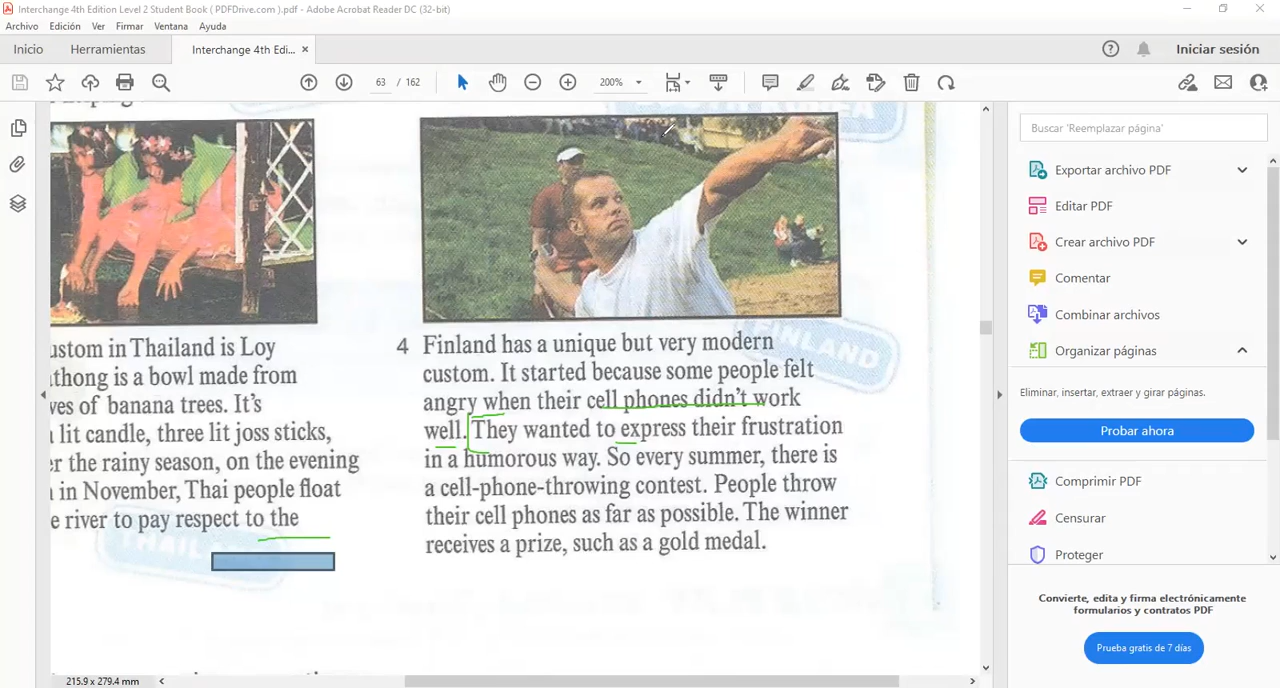 Interchange 4th Edition Level 2 Student Book ( PDFDrive.com ).pdf - Adobe Acrobat Reader DC (32-bit)
Archivo Edición Ver Firmar Ventana Ayuda
Inicio Herramientas Interchange 4th Edi... × Iniciar sesión
63 / 162 200%
Buscar 'Reemplazar página'
Exportar archivo PDF
Editar PDF
Crear archivo PDF
Comentar
Combinar archivos
Organizar páginas
Eliminar, insertar, extraer y girar páginas.
Probar ahora
Comprimir PDF
Censurar
Proteger
Convierte, edita y firma electrónicamente
formularios y contratos PDF
Prueba gratis de 7 días
ustom in Thailand is Loy
thong is a bowl made from
ves of banana trees. It's
lit candle, three lit joss sticks,
er the rainy season, on the evening
in November, Thai people float
e river to pay respect to the
THAIL
FINLAND
4 Finland has a unique but very modern
custom. It started because some people felt
angry when their cell phones didn't work
well. They wanted to express their frustration
in a humorous way. So every summer, there is
a cell-phone-throwing contest. People throw
their cell phones as far as possible. The winner
receives a prize, such as a gold medal.
215.9 x 279.4 mm